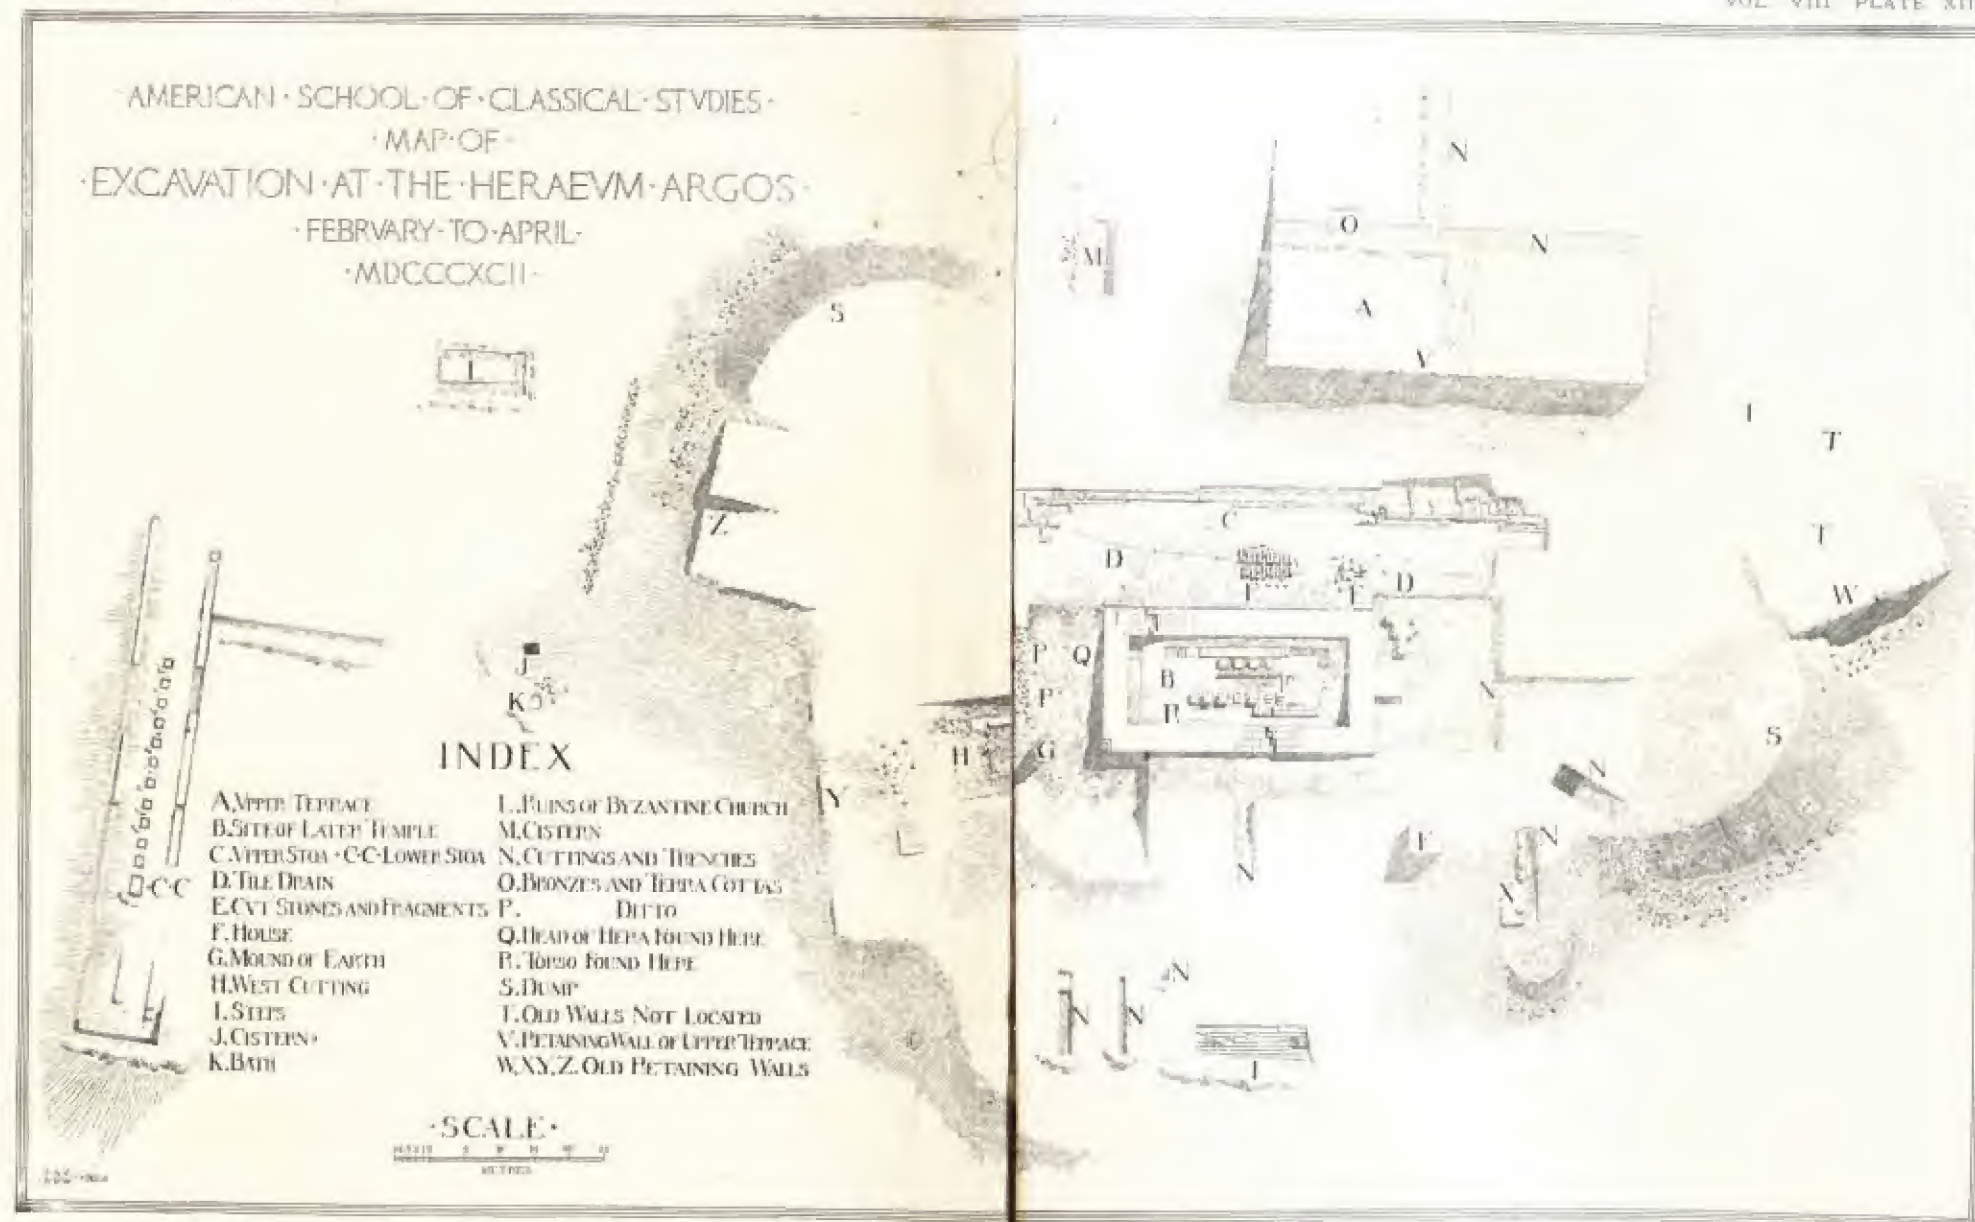 VOL VIII PLATE XII
AMERICAN · SCHOOL · OF · CLASSICAL · STVDIES ·
· MAP · OF ·
· EXCAVATION · AT · THE · HERAEVM · ARGOS ·
· FEBRVARY · TO · APRIL ·
· MDCCCXCII ·
N
O
N
M
A
V
S
L
I
T
Z
C
T
D
D
W
J
P
Q
B
K
P
R
N
S
H
G
N
Y
E
N
N
X
C·C
N
N
N
I
INDEX
A. VPPER TERRACE
B. SITE OF LATER TEMPLE
C. VPPER STOA · C·C· LOWER STOA
D. TILE DRAIN
E. CVT STONES AND FRAGMENTS
F. HOUSE
G. MOUND OF EARTH
H. WEST CUTTING
I. STEPS
J. CISTERN
K. BATH
L. RUINS OF BYZANTINE CHURCH
M. CISTERN
N. CUTTINGS AND TRENCHES
O. BRONZES AND TERRA COTTAS
P. DITTO
Q. HEAD OF HERA FOUND HERE
R. TORSO FOUND HERE
S. DUMP
T. OLD WALLS NOT LOCATED
V. RETAINING WALL OF UPPER TERRACE
W, X, Y, Z. OLD RETAINING WALLS
· SCALE ·
METRES